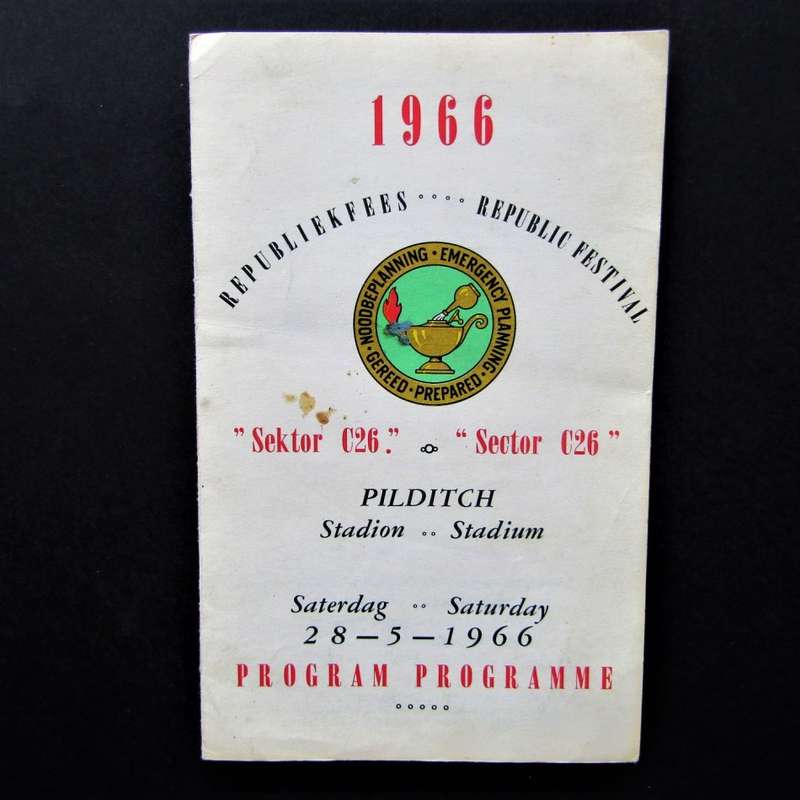 1966
REPUBLIEKFEES °°°° REPUBLIC FESTIVAL
NOODBEPLANNING · EMERGENCY PLANNING ·
GEREED · PREPARED ·
”Sektor C26.” “Sector C26”
PILDITCH
Stadion °° Stadium
Saterdag °° Saturday
28—5—1966
PROGRAM PROGRAMME
°°°°°